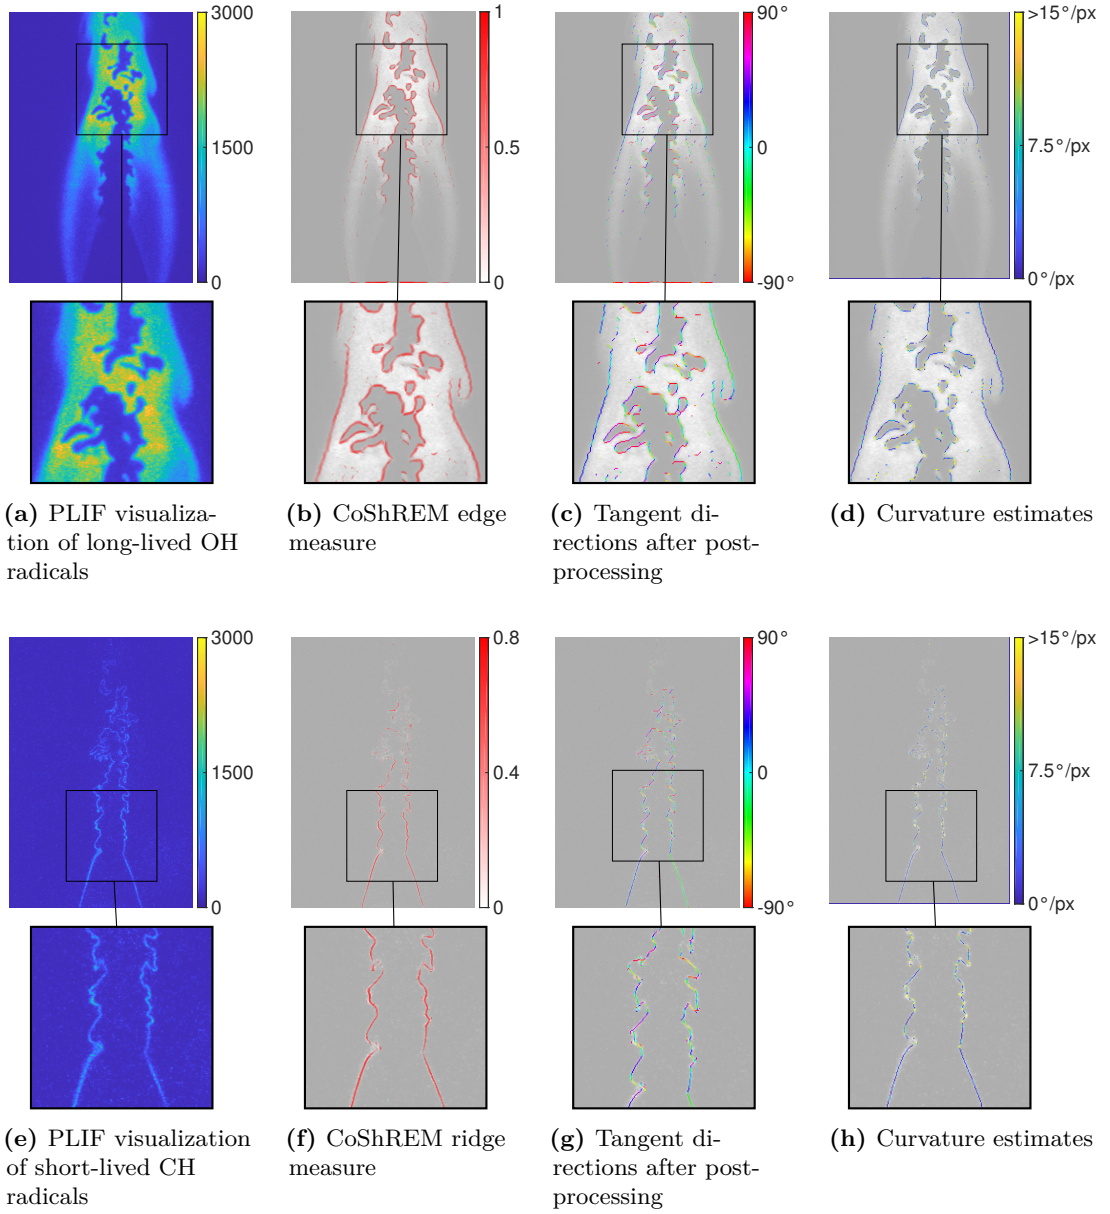 3000
1500
0
1
0.5
0
90°
0
-90°
>15°/px
7.5°/px
0°/px
(a) PLIF visualiza-
tion of long-lived OH
radicals
(b) CoShREM edge
measure
(c) Tangent di-
rections after post-
processing
(d) Curvature estimates
3000
1500
0
0.8
0.4
0
90°
0
-90°
>15°/px
7.5°/px
0°/px
(e) PLIF visualization
of short-lived CH
radicals
(f) CoShREM ridge
measure
(g) Tangent di-
rections after post-
processing
(h) Curvature estimates